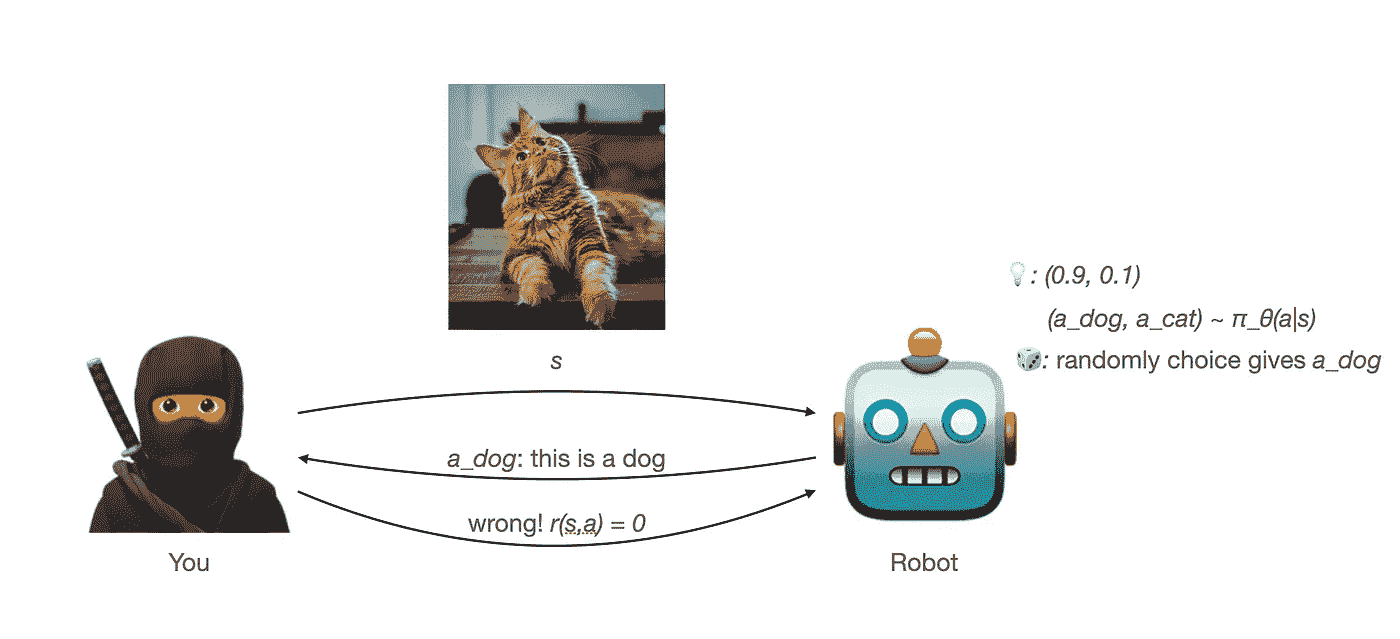 s
💡: (0.9, 0.1)
(a_dog, a_cat) ~ π_θ(a|s)
🎲: randomly choice gives a_dog
a_dog: this is a dog
wrong! r(s,a) = 0
You
Robot